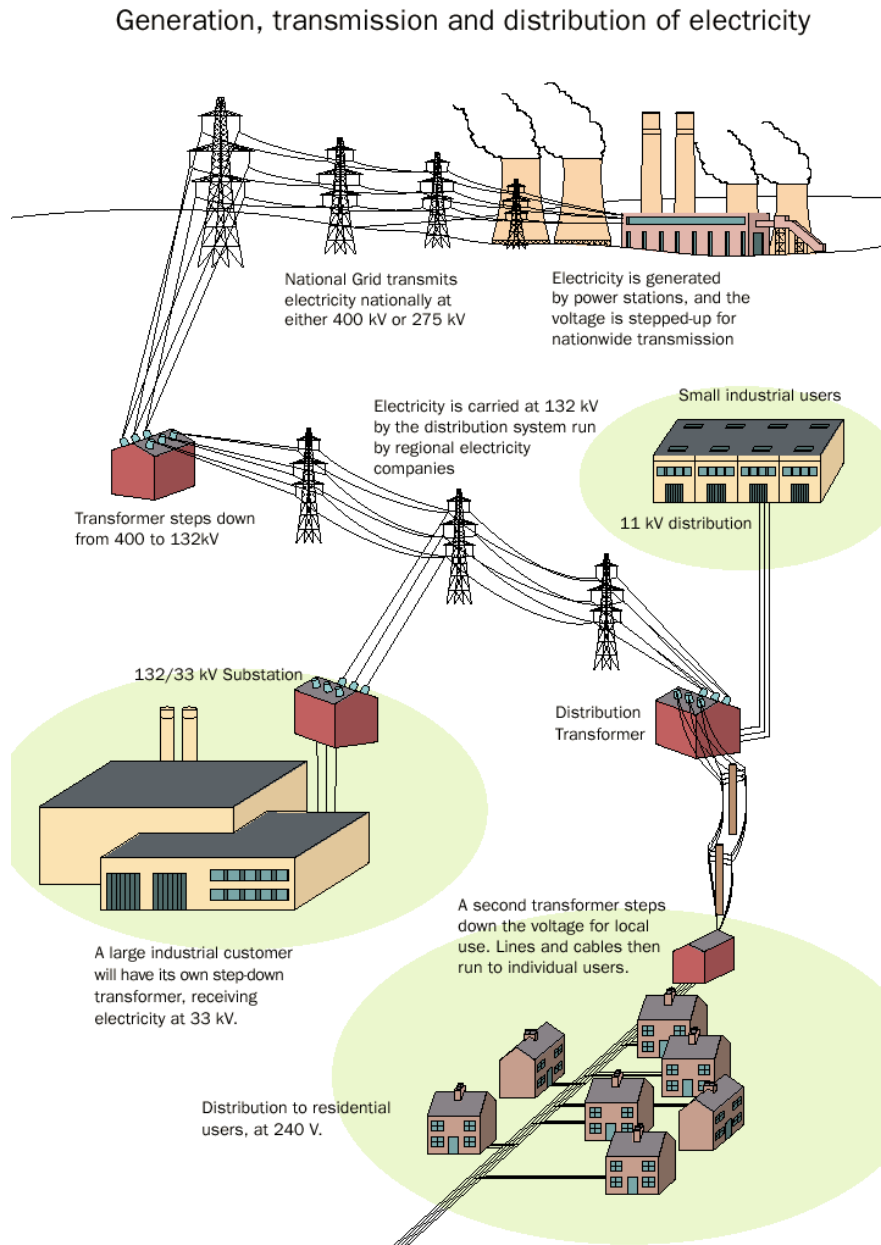 Generation, transmission and distribution of electricity
National Grid transmits
electricity nationally at
either 400 kV or 275 kV
Electricity is generated
by power stations, and the
voltage is stepped-up for
nationwide transmission
Electricity is carried at 132 kV
by the distribution system run
by regional electricity
companies
Small industrial users
11 kV distribution
Transformer steps down
from 400 to 132kV
132/33 kV Substation
Distribution
Transformer
A large industrial customer
will have its own step-down
transformer, receiving
electricity at 33 kV.
A second transformer steps
down the voltage for local
use. Lines and cables then
run to individual users.
Distribution to residential
users, at 240 V.